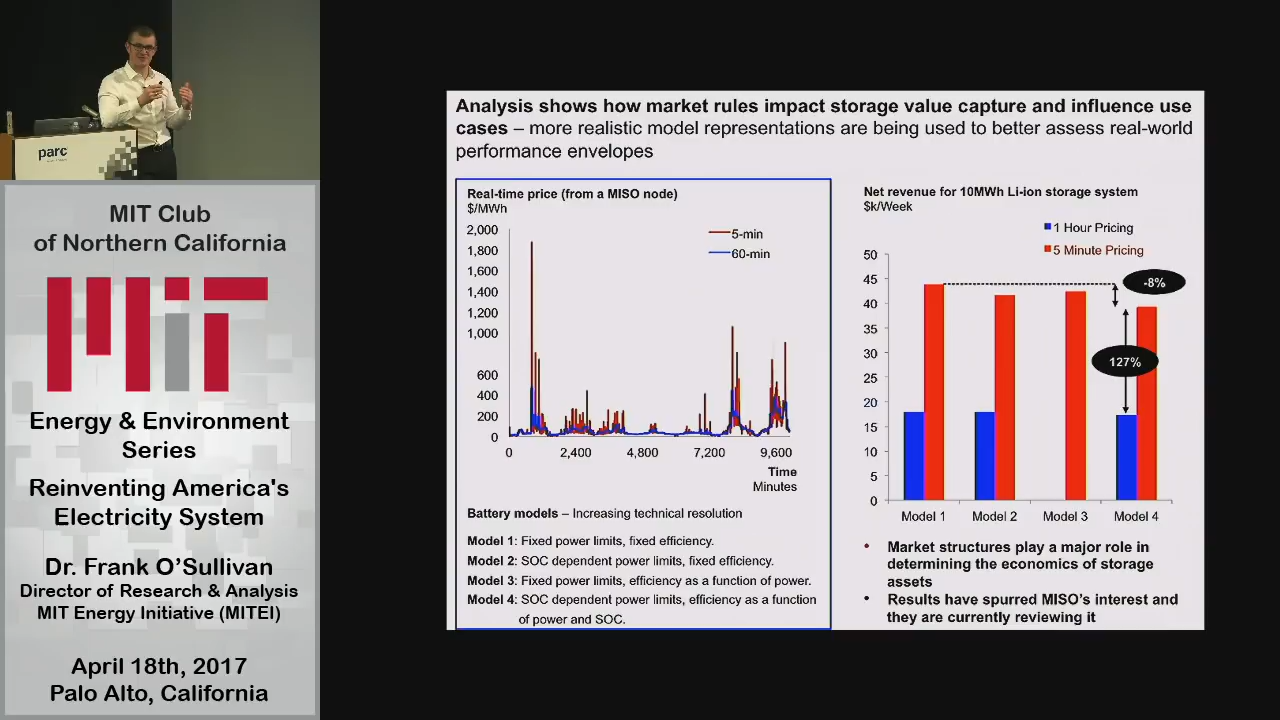 parc
MIT Club
of Northern California
MIT
Energy & Environment
Series
Reinventing America's
Electricity System
Dr. Frank O'Sullivan
Director of Research & Analysis
MIT Energy Initiative (MITEI)
April 18th, 2017
Palo Alto, California
Analysis shows how market rules impact storage value capture and influence use
cases – more realistic model representations are being used to better assess real-world
performance envelopes
Real-time price (from a MISO node)
$/MWh
2,000
1,800
1,600
1,400
1,200
1,000
600
400
200
0
5-min
60-min
0 2,400 4,800 7,200 9,600
Time
Minutes
Battery models – Increasing technical resolution
Model 1: Fixed power limits, fixed efficiency.
Model 2: SOC dependent power limits, fixed efficiency.
Model 3: Fixed power limits, efficiency as a function of power.
Model 4: SOC dependent power limits, efficiency as a function
of power and SOC.
Net revenue for 10MWh Li-ion storage system
$k/Week
1 Hour Pricing
5 Minute Pricing
50
45
40
35
30
25
20
15
10
5
0
-8%
127%
Model 1 Model 2 Model 3 Model 4
• Market structures play a major role in
determining the economics of storage
assets
• Results have spurred MISO's interest and
they are currently reviewing it